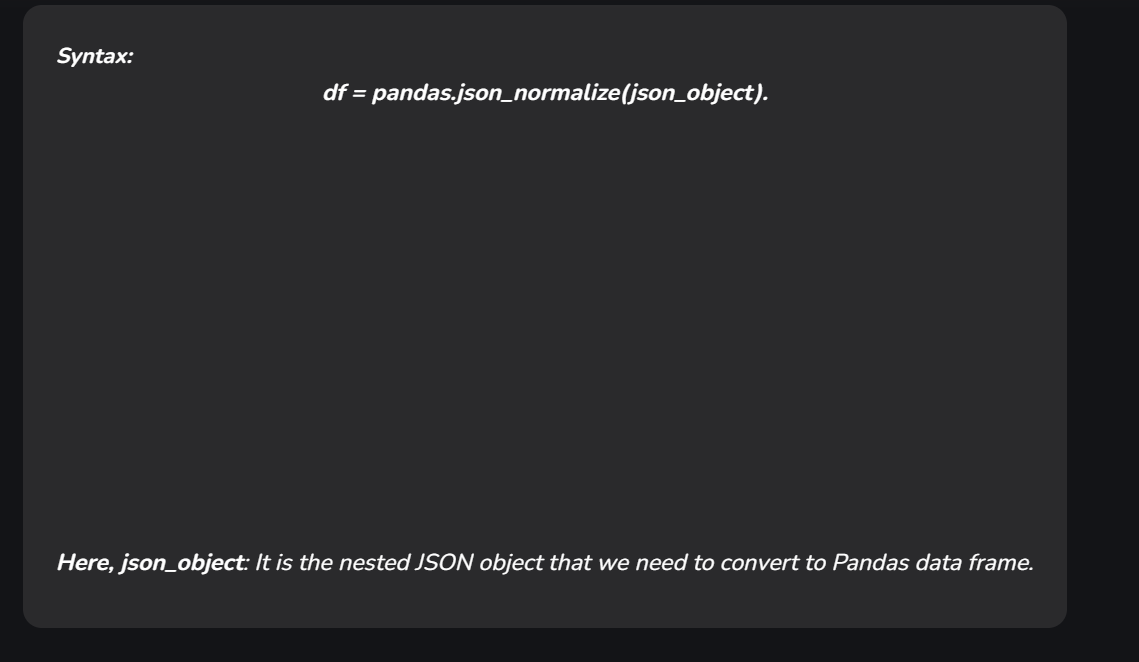 Syntax:
df = pandas.json_normalize(json_object).
Here, json_object: It is the nested JSON object that we need to convert to Pandas data frame.